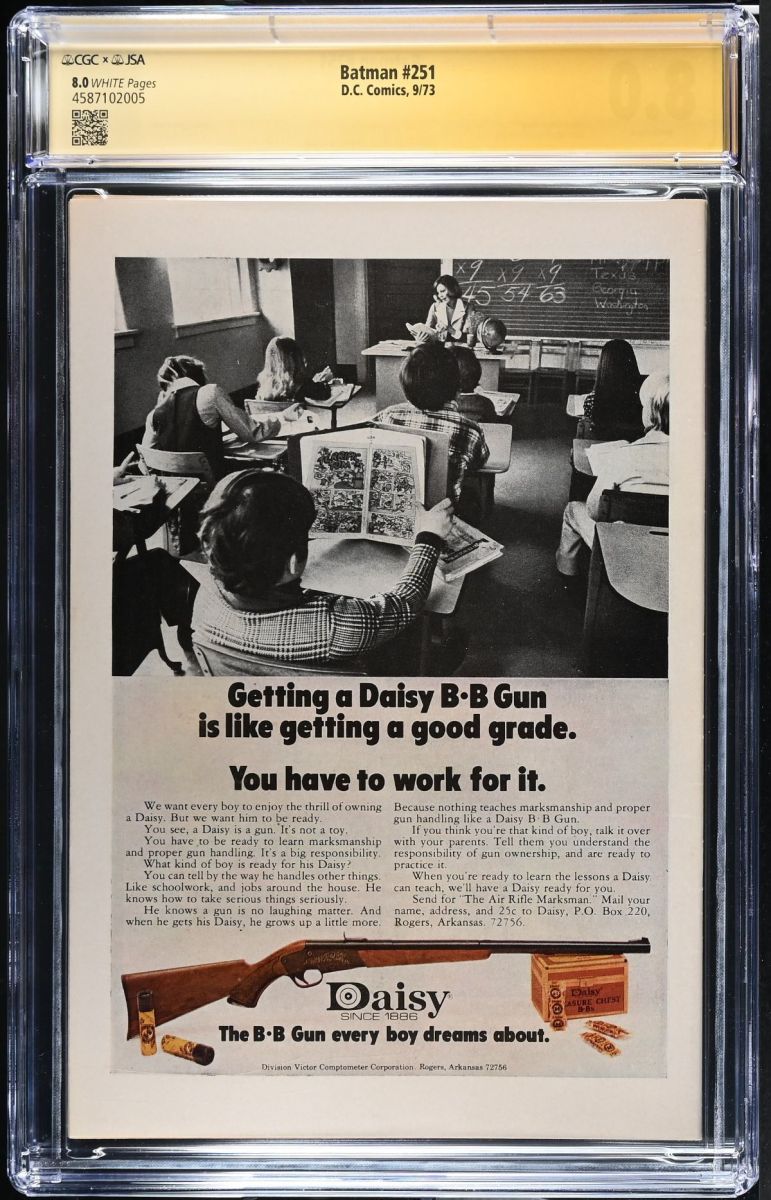 CGC × JSA
8.0 WHITE Pages
4587102005
Batman #251
D.C. Comics, 9/73
×9 ×9 ×9
45 54 63
Texas
Georgia
Washington
Getting a Daisy B·B Gun
is like getting a good grade.
You have to work for it.
We want every boy to enjoy the thrill of owning
a Daisy. But we want him to be ready.
You see, a Daisy is a gun. It's not a toy.
You have to be ready to learn marksmanship
and proper gun handling. It's a big responsibility.
What kind of boy is ready for his Daisy?
You can tell by the way he handles other things.
Like schoolwork, and jobs around the house. He
knows how to take serious things seriously.
He knows a gun is no laughing matter. And
when he gets his Daisy, he grows up a little more.
Because nothing teaches marksmanship and proper
gun handling like a Daisy B·B Gun.
If you think you're that kind of boy, talk it over
with your parents. Tell them you understand the
responsibility of gun ownership, and are ready to
practice it.
When you're ready to learn the lessons a Daisy
can teach, we'll have a Daisy ready for you.
Send for "The Air Rifle Marksman." Mail your
name, address, and 25c to Daisy, P.O. Box 220,
Rogers, Arkansas. 72756.
Daisy®
SINCE 1886
Daisy
ASURE CHEST
B·Bs
The B·B Gun every boy dreams about.
Division Victor Comptometer Corporation. Rogers, Arkansas 72756